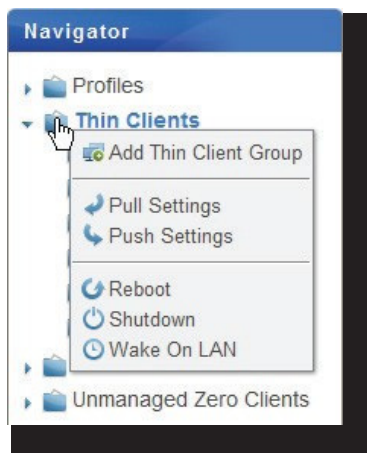 Navigator
Profiles
Thin Clients
Add Thin Client Group
Pull Settings
Push Settings
Reboot
Shutdown
Wake On LAN
Unmanaged Zero Clients